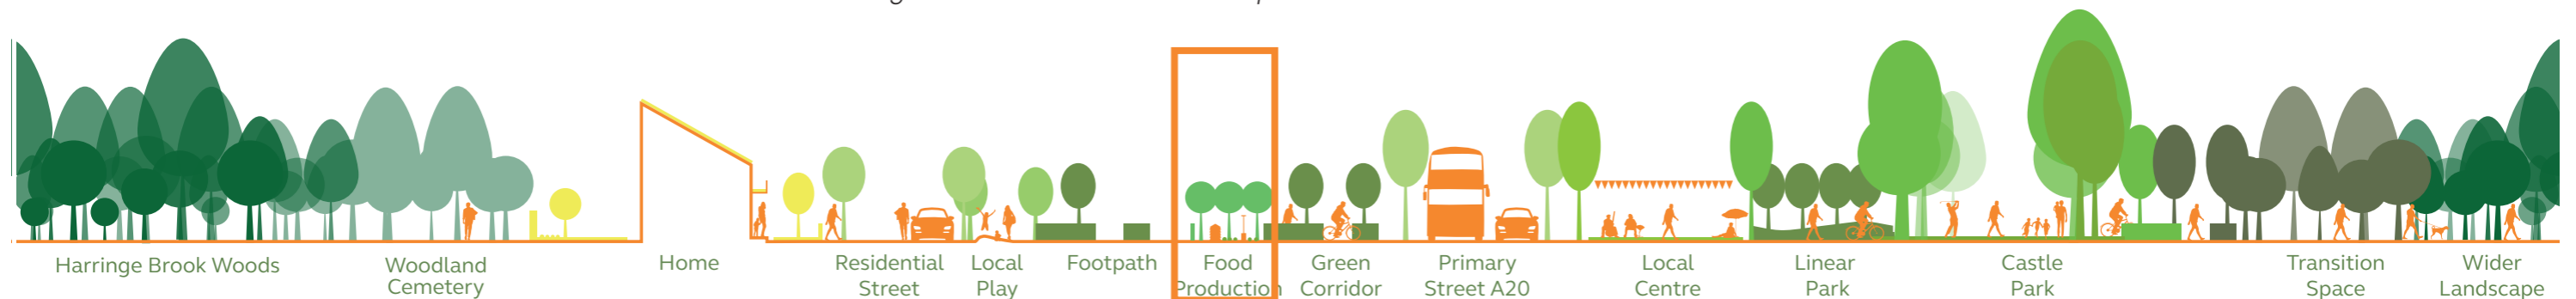 Harringe Brook Woods
Woodland
Cemetery
Home
Residential
Street
Local
Play
Footpath
Food
Production
Green
Corridor
Primary
Street A20
Local
Centre
Linear
Park
Castle
Park
Transition
Space
Wider
Landscape